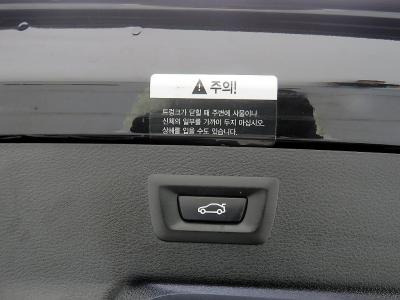 주의!
트렁크가 닫힐 때 주변에 사물이나
신체의 일부를 가까이 두지 마십시오.
상해를 입을 수도 있습니다.